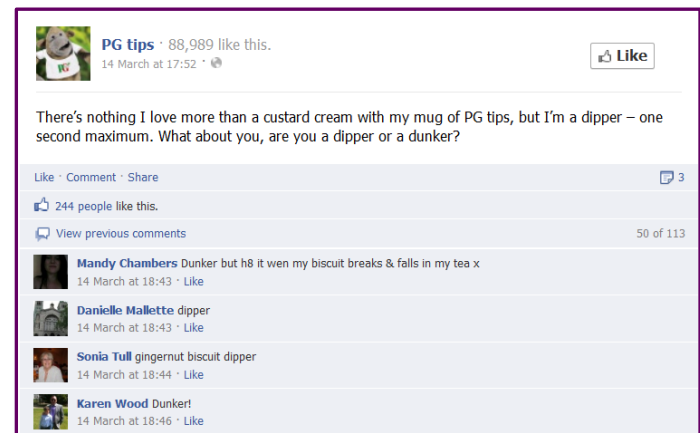 PG tips · 88,989 like this.
14 March at 17:52 ·
Like
There’s nothing I love more than a custard cream with my mug of PG tips, but I’m a dipper – one
second maximum. What about you, are you a dipper or a dunker?
Like · Comment · Share 3
244 people like this.
View previous comments 50 of 113
Mandy Chambers Dunker but h8 it wen my biscuit breaks & falls in my tea x
14 March at 18:43 · Like
Danielle Mallette dipper
14 March at 18:43 · Like
Sonia Tull gingernut biscuit dipper
14 March at 18:44 · Like
Karen Wood Dunker!
14 March at 18:46 · Like